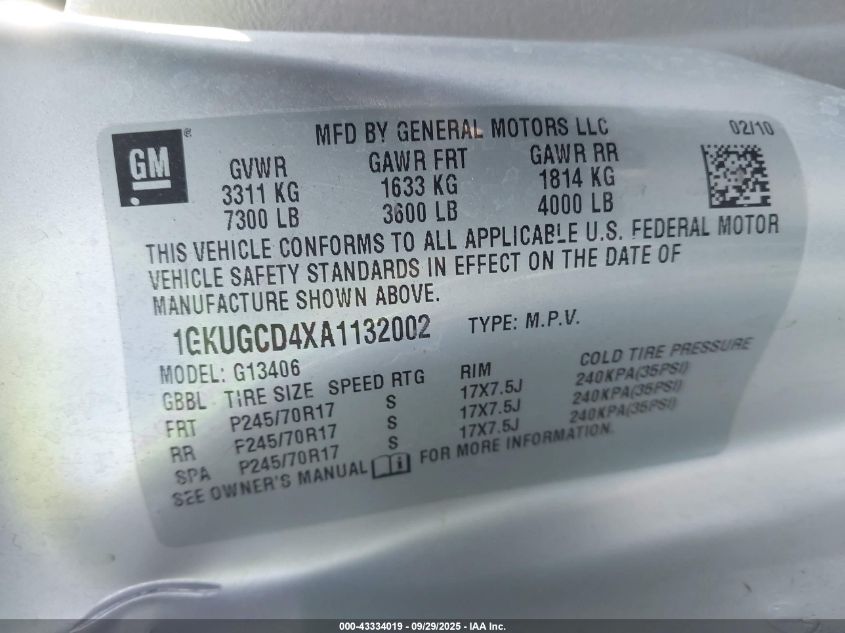 GM ®
MFD BY GENERAL MOTORS LLC 02/10
GVWR GAWR FRT GAWR RR
3311 KG 1633 KG 1814 KG
7300 LB 3600 LB 4000 LB
THIS VEHICLE CONFORMS TO ALL APPLICABLE U.S. FEDERAL MOTOR
VEHICLE SAFETY STANDARDS IN EFFECT ON THE DATE OF
MANUFACTURE SHOWN ABOVE.
1GKUGCD4XA1132002 TYPE: M.P.V.
MODEL: G13406
GBBL TIRE SIZE SPEED RTG RIM COLD TIRE PRESSURE
FRT P245/70R17 S 17X7.5J 240KPA(35PSI)
RR P245/70R17 S 17X7.5J 240KPA(35PSI)
SPA P245/70R17 S 17X7.5J 240KPA(35PSI)
SEE OWNER'S MANUAL FOR MORE INFORMATION.
000-43334019 - 09/29/2025 - IAA Inc.